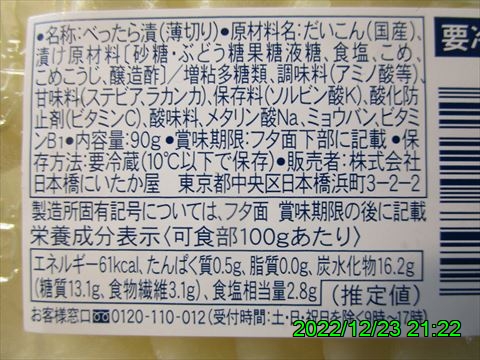 ●名称:べったら漬(薄切り)●原材料名:だいこん(国産)、
漬け原材料[砂糖・ぶどう糖果糖液糖、食塩、こめ、
こめこうじ、醸造酢]/増粘多糖類、調味料(アミノ酸等)、
甘味料(ステビア、ラカンカ)、保存料(ソルビン酸K)、酸化防
止剤(ビタミンC)、酸味料、メタリン酸Na、ミョウバン、ビタミ
ンB1●内容量:90g●賞味期限:フタ面下部に記載●保
存方法:要冷蔵(10℃以下で保存)●販売者:株式会社
日本橋にいたか屋 東京都中央区日本橋浜町3-2-2
製造所固有記号については、フタ面 賞味期限の後に記載
栄養成分表示〈可食部100gあたり〉
エネルギー61kcal、たんぱく質0.5g、脂質0.0g、炭水化物16.2g
(糖質13.1g、食物繊維3.1g)、食塩相当量2.8g (推定値)
お客様窓口 0120-110-012(受付時間:土・日・祝日を除く9時〜17時)
要冷
2022/12/23 21:22